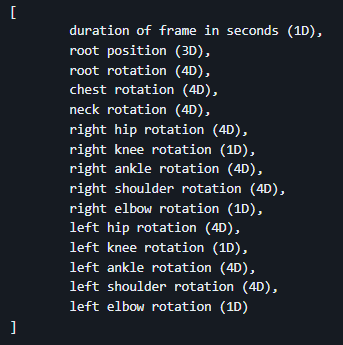 [
duration of frame in seconds (1D),
root position (3D),
root rotation (4D),
chest rotation (4D),
neck rotation (4D),
right hip rotation (4D),
right knee rotation (1D),
right ankle rotation (4D),
right shoulder rotation (4D),
right elbow rotation (1D),
left hip rotation (4D),
left knee rotation (1D),
left ankle rotation (4D),
left shoulder rotation (4D),
left elbow rotation (1D)
]